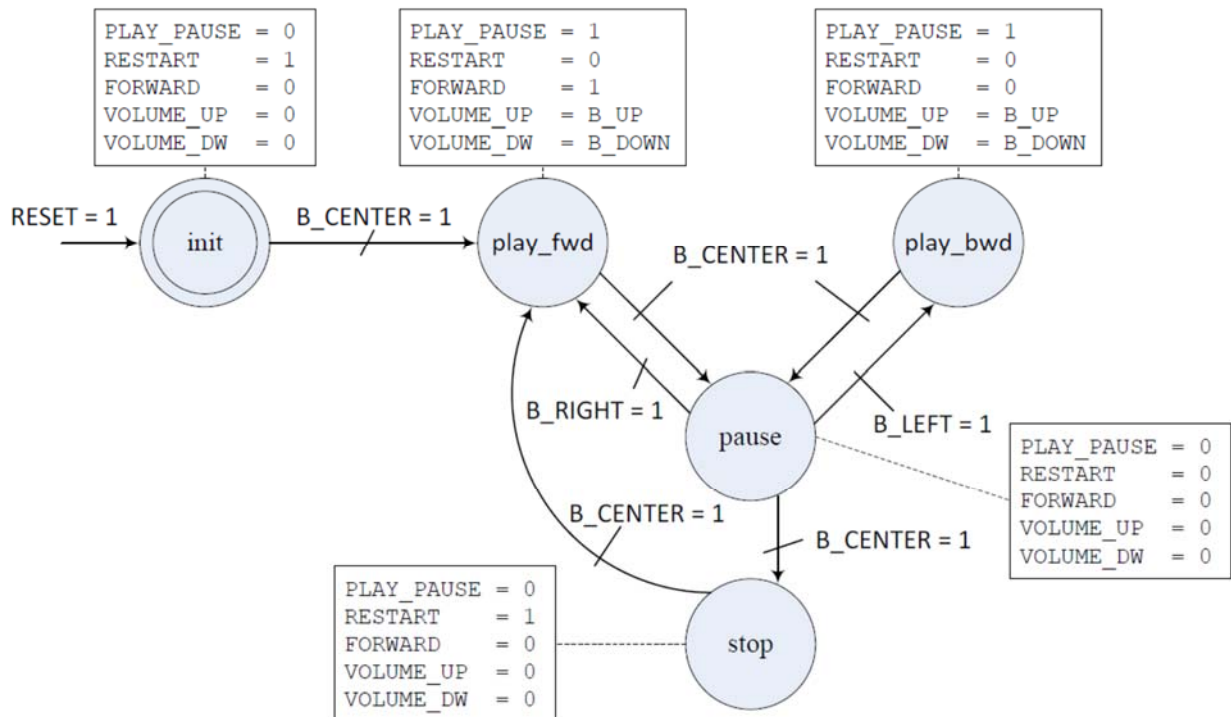 PLAY_PAUSE = 0
RESTART = 1
FORWARD = 0
VOLUME_UP = 0
VOLUME_DW = 0
PLAY_PAUSE = 1
RESTART = 0
FORWARD = 1
VOLUME_UP = B_UP
VOLUME_DW = B_DOWN
PLAY_PAUSE = 1
RESTART = 0
FORWARD = 0
VOLUME_UP = B_UP
VOLUME_DW = B_DOWN
RESET = 1
init
B_CENTER = 1
play_fwd
B_CENTER = 1
play_bwd
B_RIGHT = 1
pause
B_LEFT = 1
PLAY_PAUSE = 0
RESTART = 0
FORWARD = 0
VOLUME_UP = 0
VOLUME_DW = 0
B_CENTER = 1
B_CENTER = 1
PLAY_PAUSE = 0
RESTART = 1
FORWARD = 0
VOLUME_UP = 0
VOLUME_DW = 0
stop